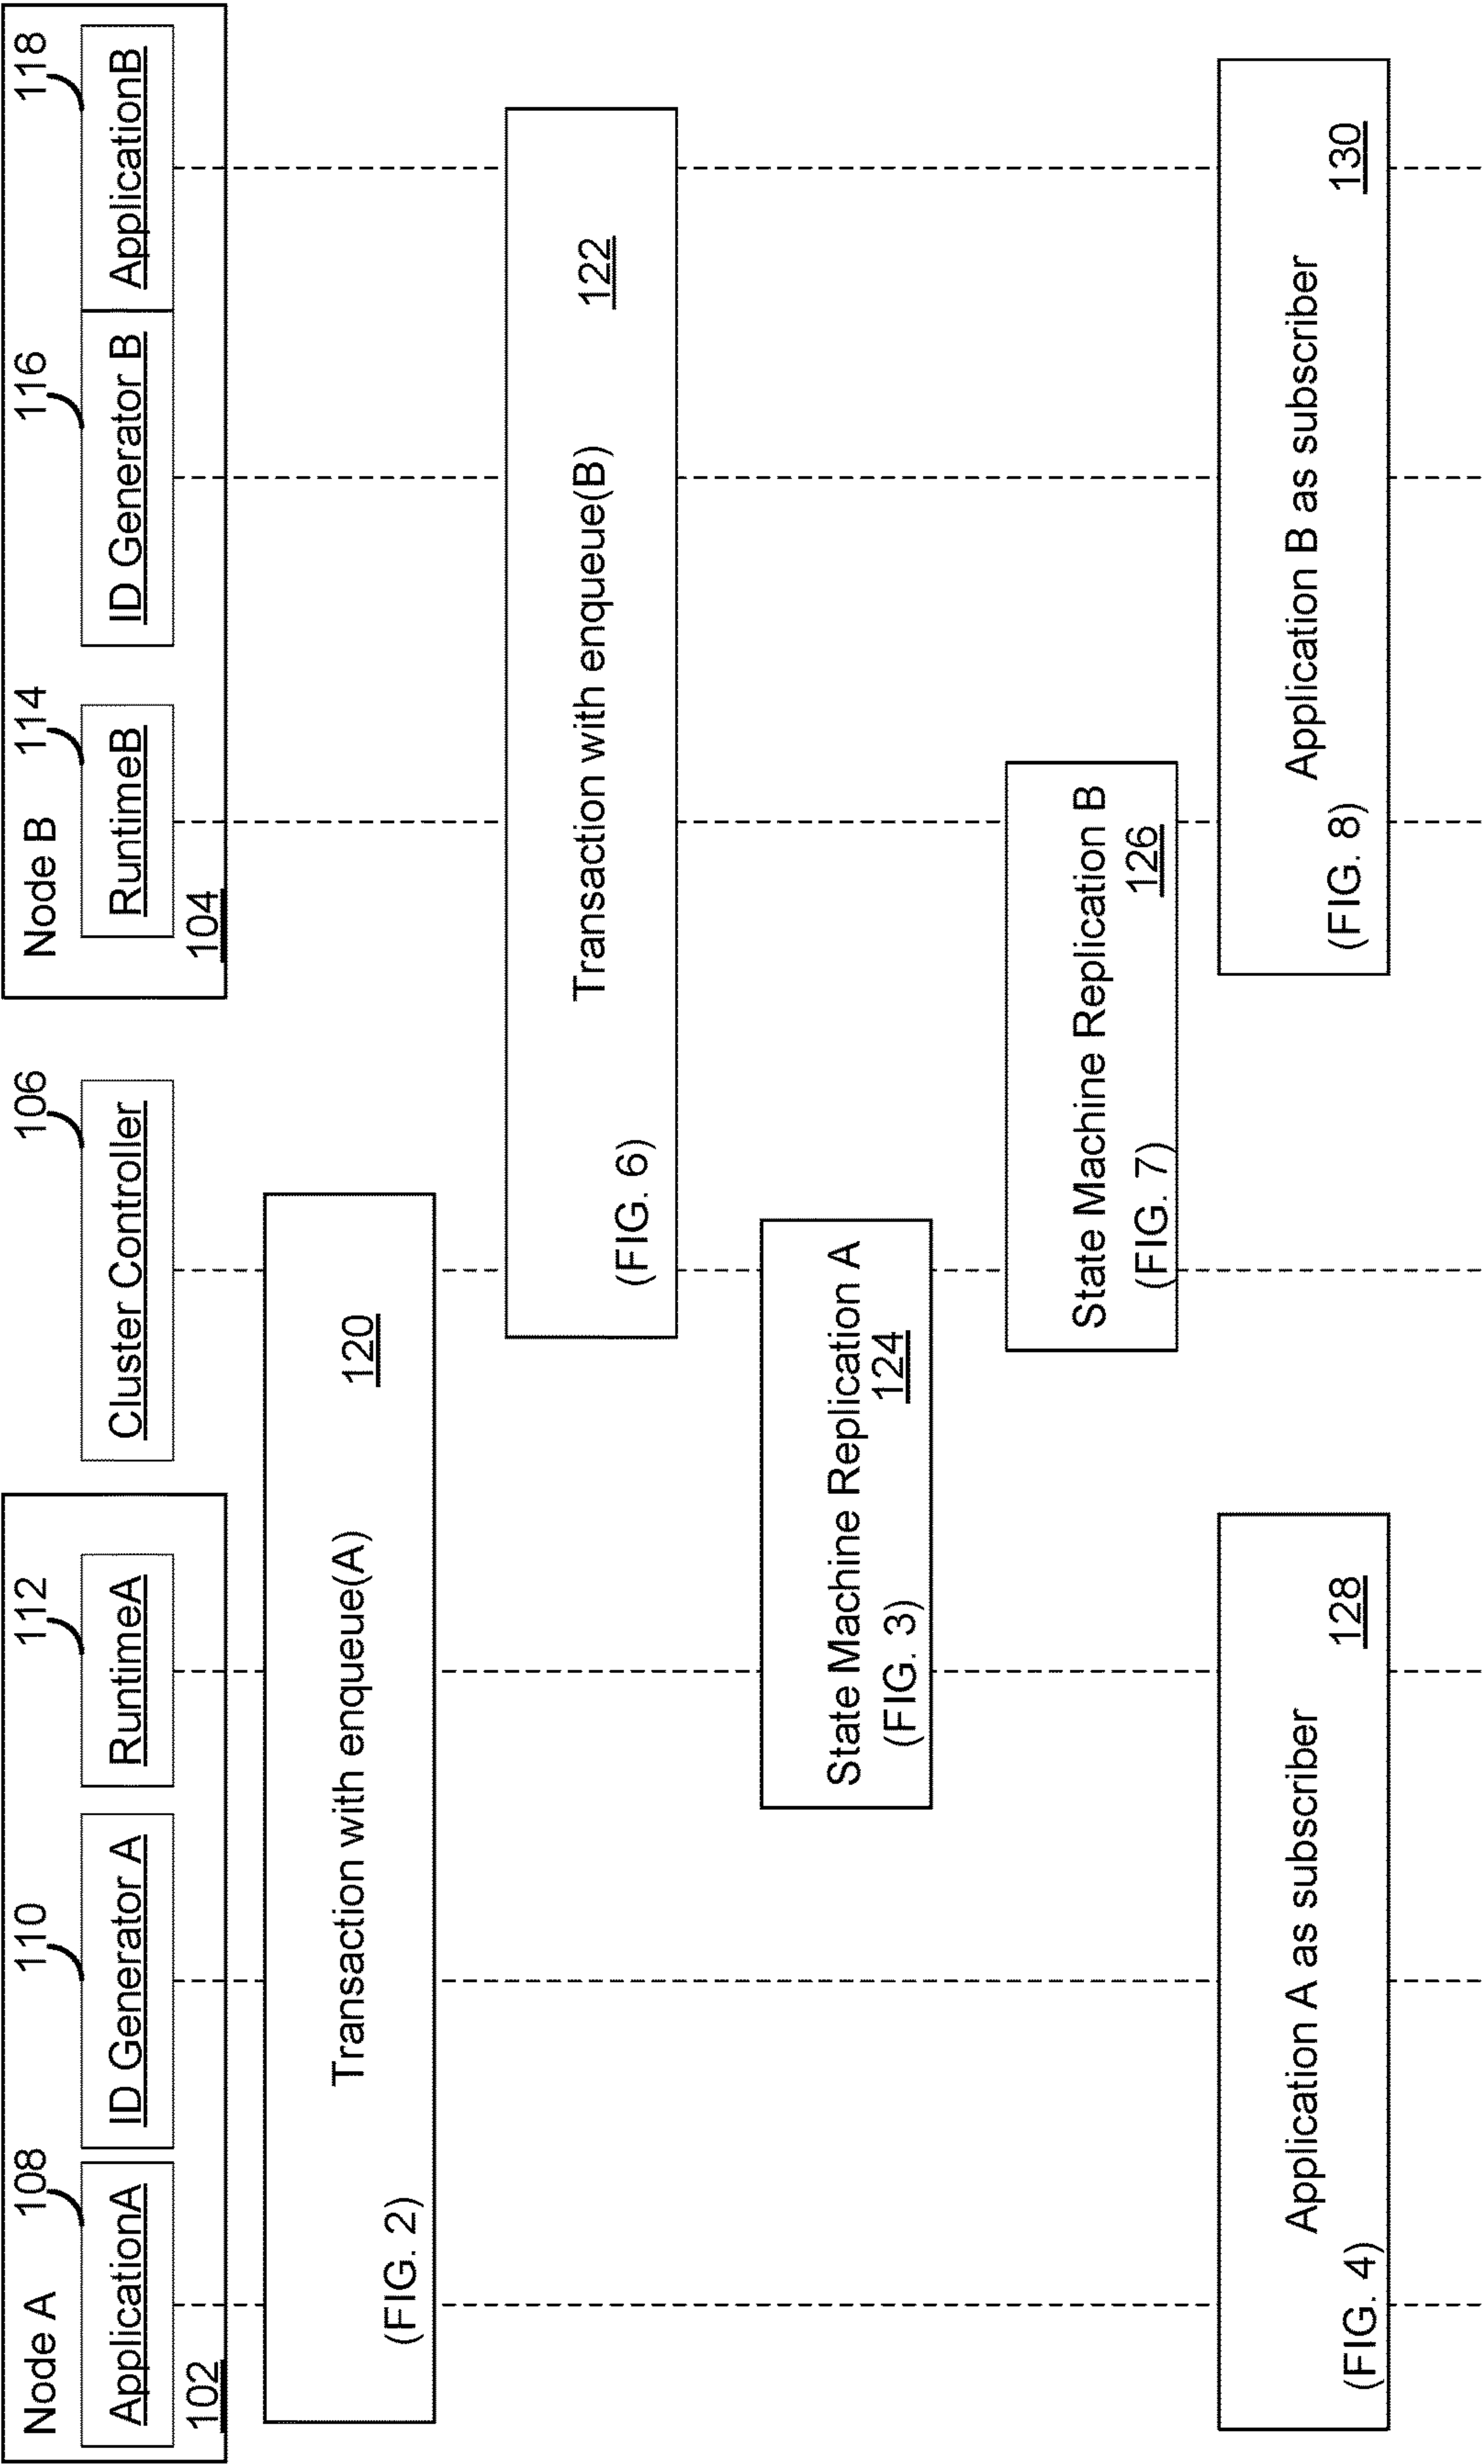 Node A
108
110
112
106
Node B
114
116
118
ApplicationA
ID Generator A
RuntimeA
Cluster Controller
RuntimeB
ID Generator B
ApplicationB
102
104
Transaction with enqueue(A)
120
(FIG. 2)
Transaction with enqueue(B)
122
(FIG. 6)
State Machine Replication A
124
(FIG. 3)
State Machine Replication B
126
(FIG. 7)
Application A as subscriber
128
(FIG. 4)
Application B as subscriber
130
(FIG. 8)